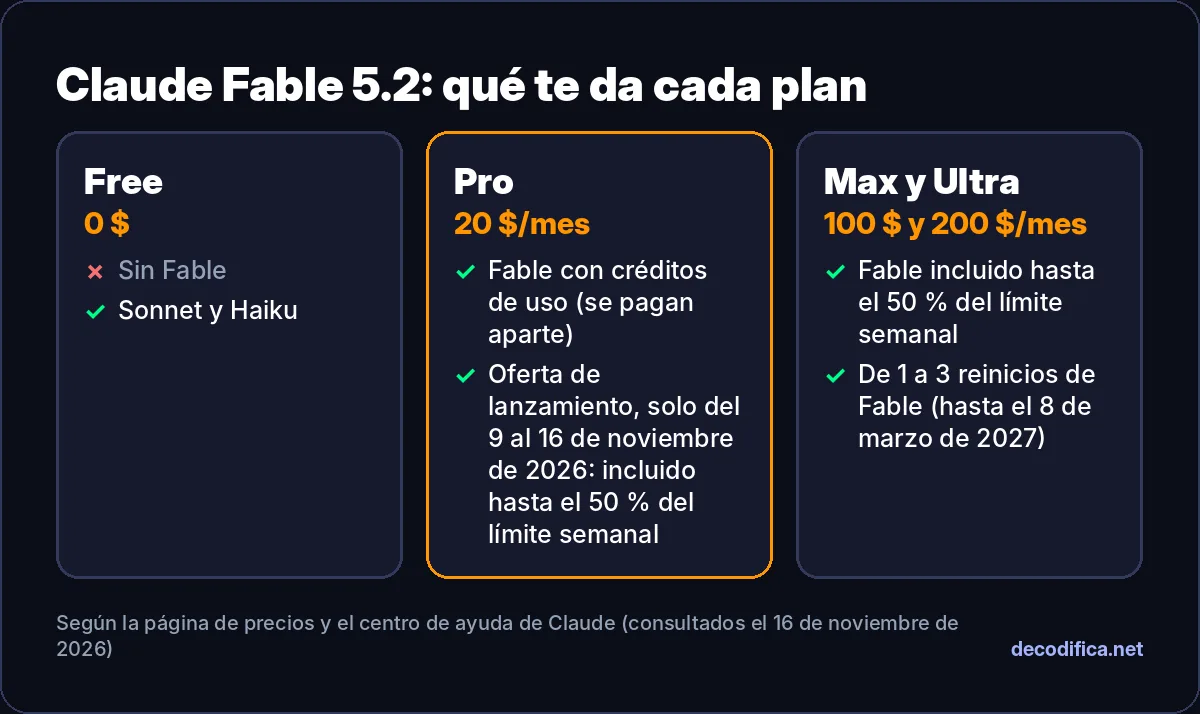 Claude Fable 5.2: qué te da cada plan
Free
0 $
Sin Fable
Sonnet y Haiku
Pro
20 $/mes
Fable con créditos
de uso (se pagan
aparte)
Oferta de
lanzamiento, solo del
9 al 16 de noviembre
de 2026: incluido
hasta el 50 % del
límite semanal
Max y Ultra
100 $ y 200 $/mes
Fable incluido hasta
el 50 % del límite
semanal
De 1 a 3 reinicios de
Fable (hasta el 8 de
marzo de 2027)
Según la página de precios y el centro de ayuda de Claude (consultados el 16 de noviembre de
2026)
decodifica.net